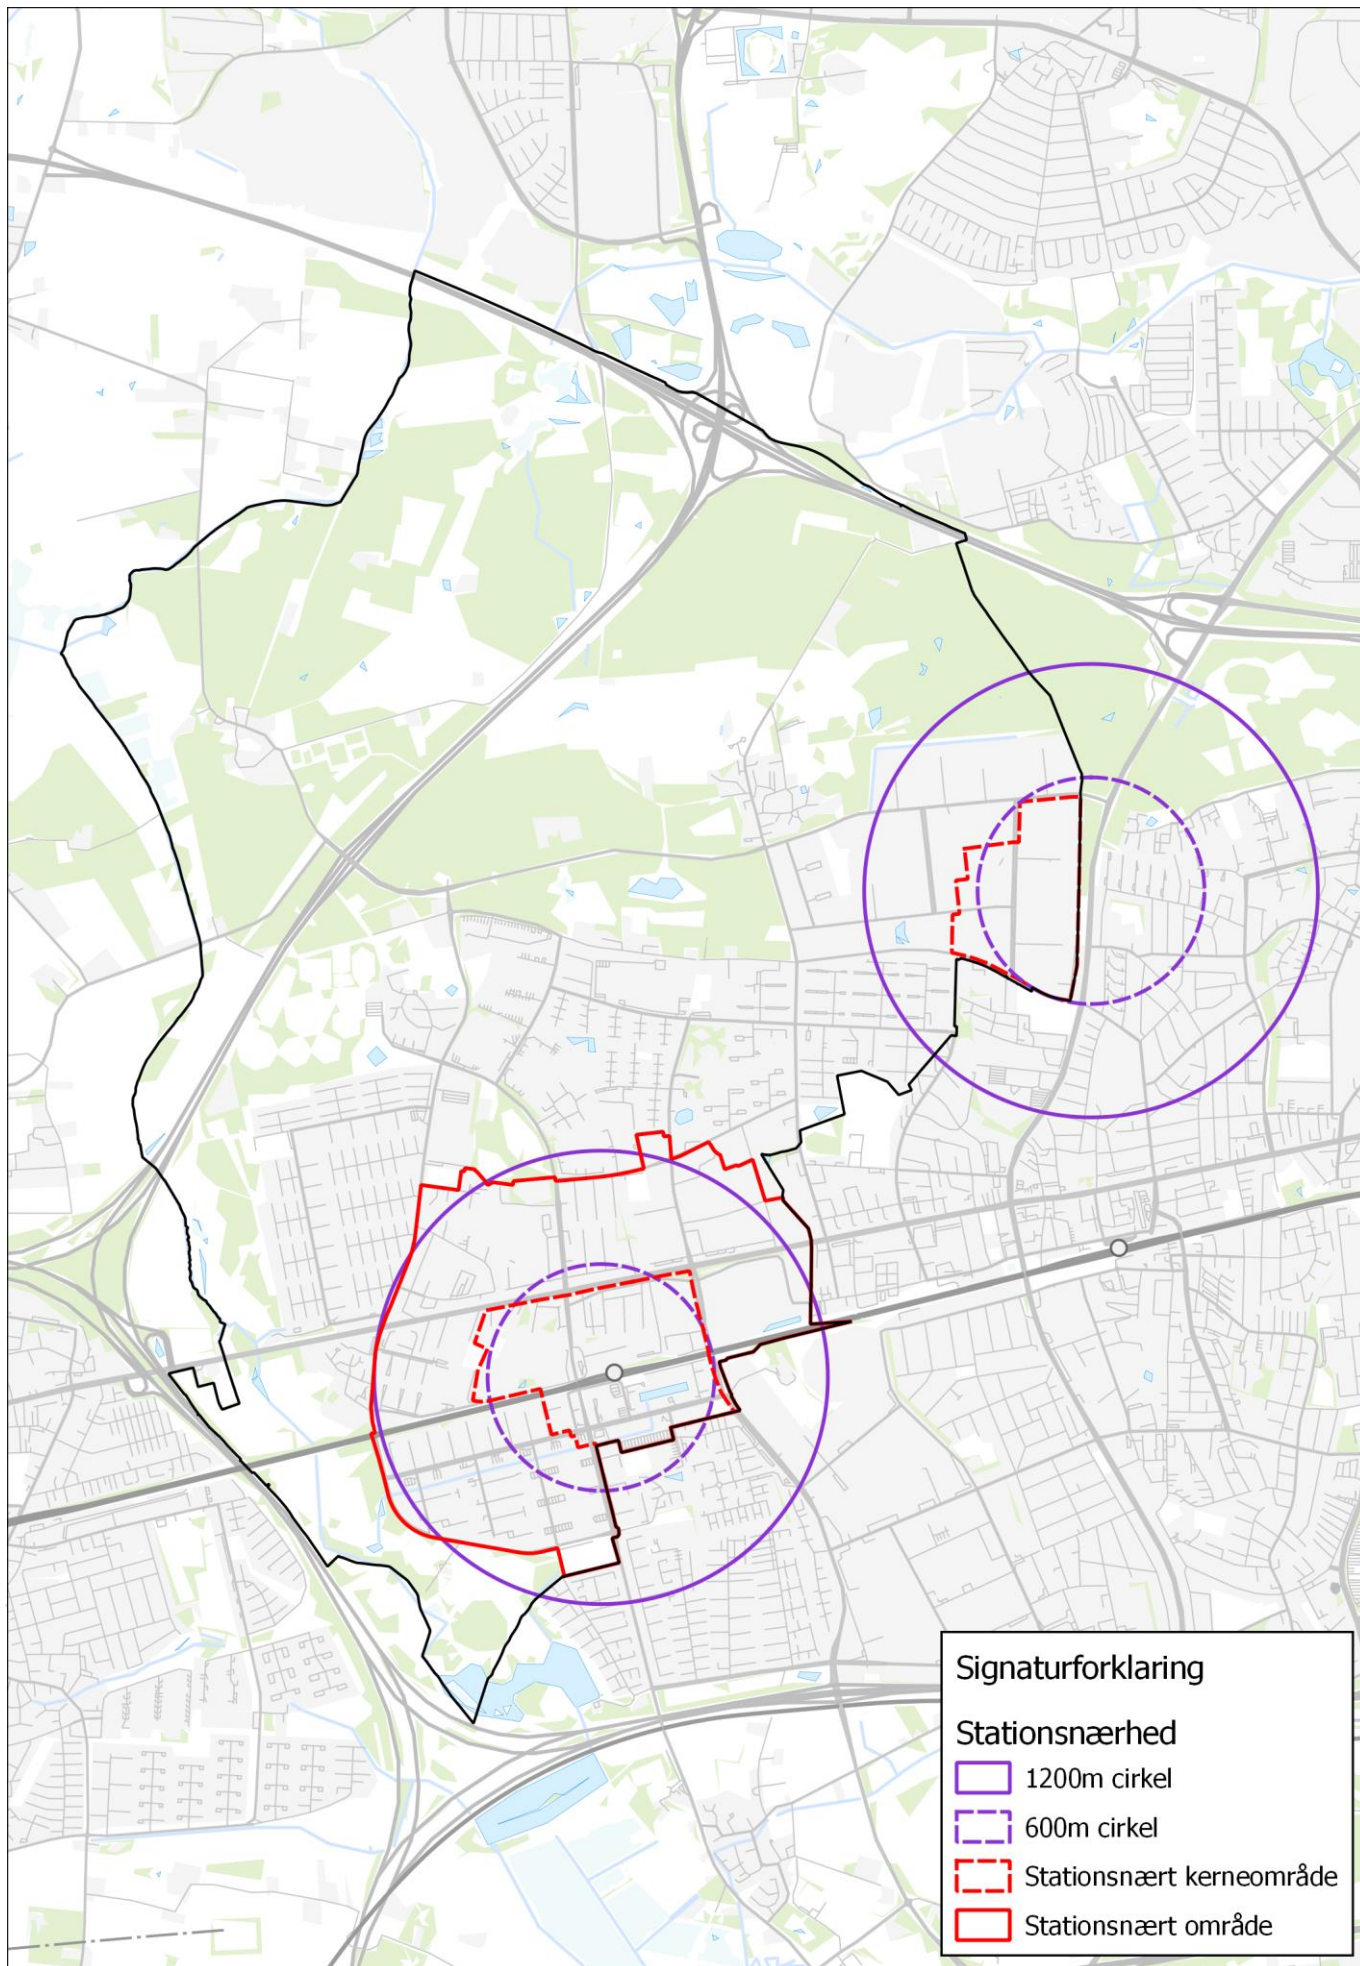 Signaturforklaring
Stationsnærhed
1200m cirkel
600m cirkel
Stationsnært kerneområde
Stationsnært område